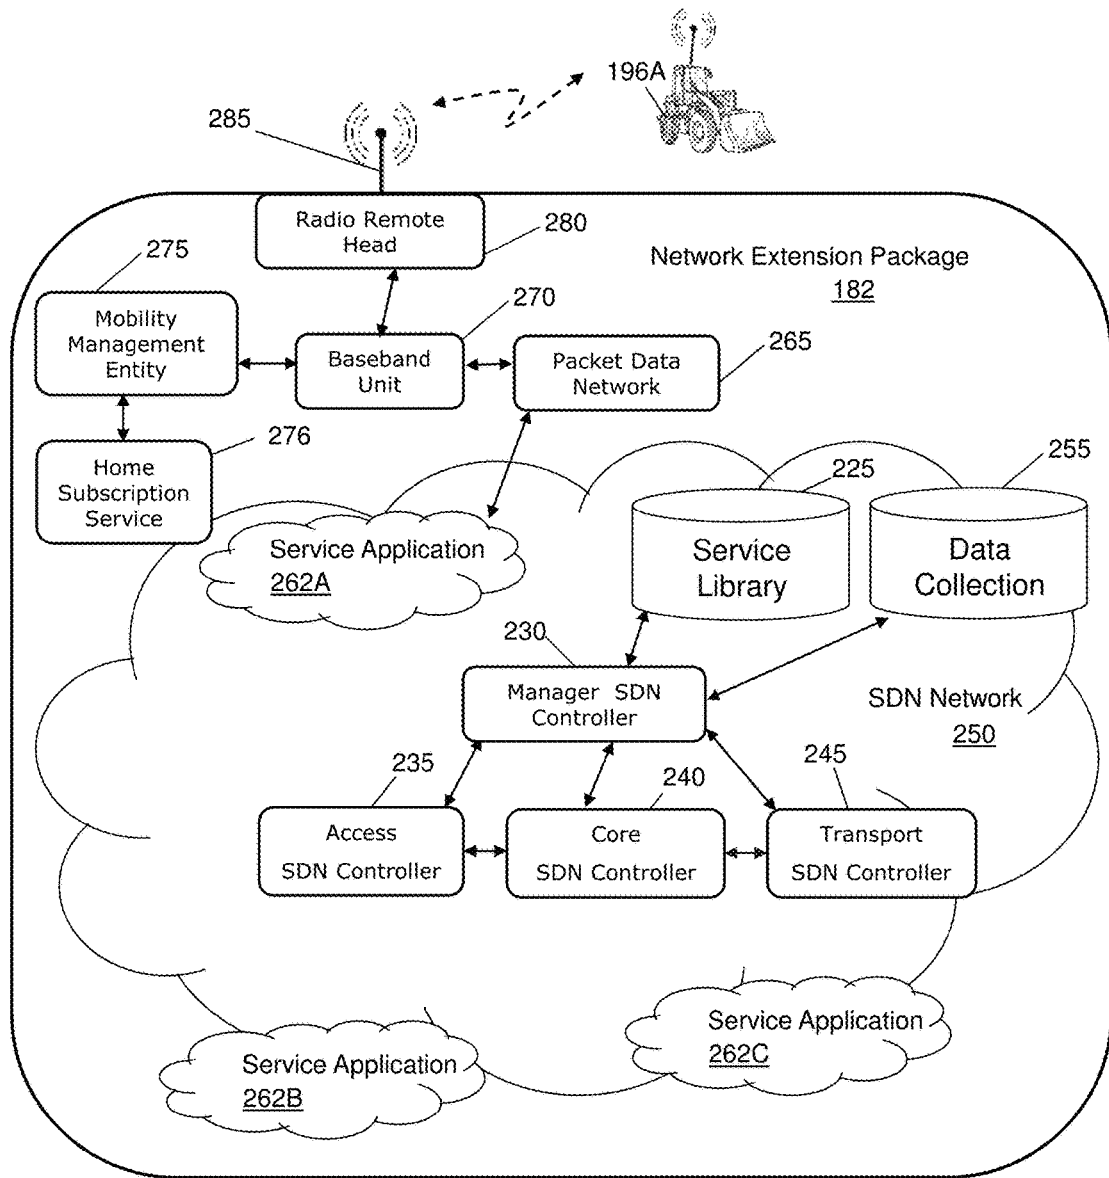 196A
285
Radio Remote
Head
280
Network Extension Package
182
275
Mobility
Management
Entity
270
Baseband
Unit
Packet Data
Network
265
276
Home
Subscription
Service
Service Application
262A
225
Service
Library
255
Data
Collection
230
Manager SDN
Controller
SDN Network
250
235
Access
SDN Controller
240
Core
SDN Controller
245
Transport
SDN Controller
Service Application
262B
Service Application
262C